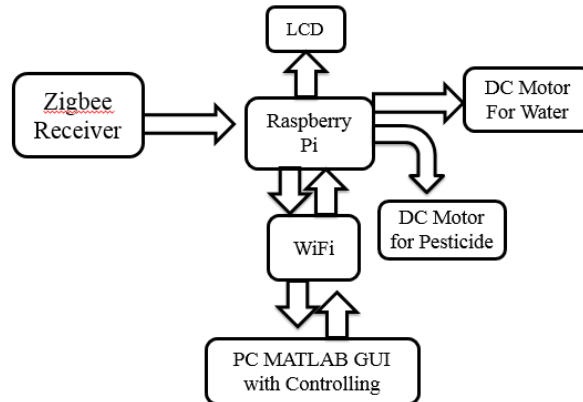 LCD
Zigbee
Receiver
Raspberry
Pi
DC Motor
For Water
DC Motor
for Pesticide
WiFi
PC MATLAB GUI
with Controlling